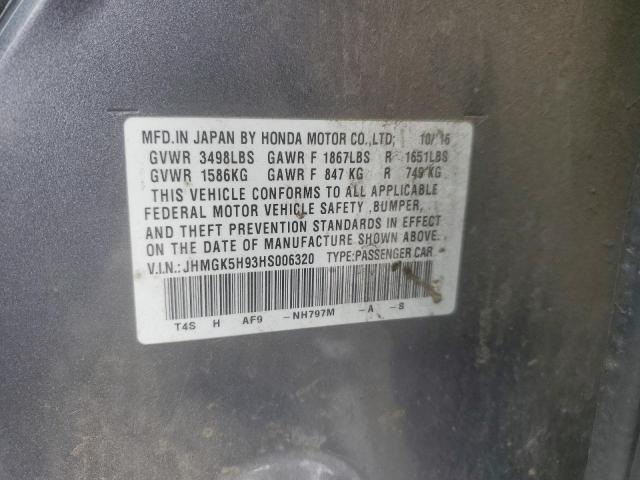 MFD.IN JAPAN BY HONDA MOTOR CO.,LTD; 10/16
GVWR 3498LBS GAWR F 1867LBS R 1651LBS
GVWR 1586KG GAWR F 847 KG R 749 KG
THIS VEHICLE CONFORMS TO ALL APPLICABLE
FEDERAL MOTOR VEHICLE SAFETY ,BUMPER,
AND THEFT PREVENTION STANDARDS IN EFFECT
ON THE DATE OF MANUFACTURE SHOWN ABOVE.
V.I.N.:JHMGK5H93HS006320 TYPE:PASSENGER CAR
T4S H AF9 -NH797M -A -S